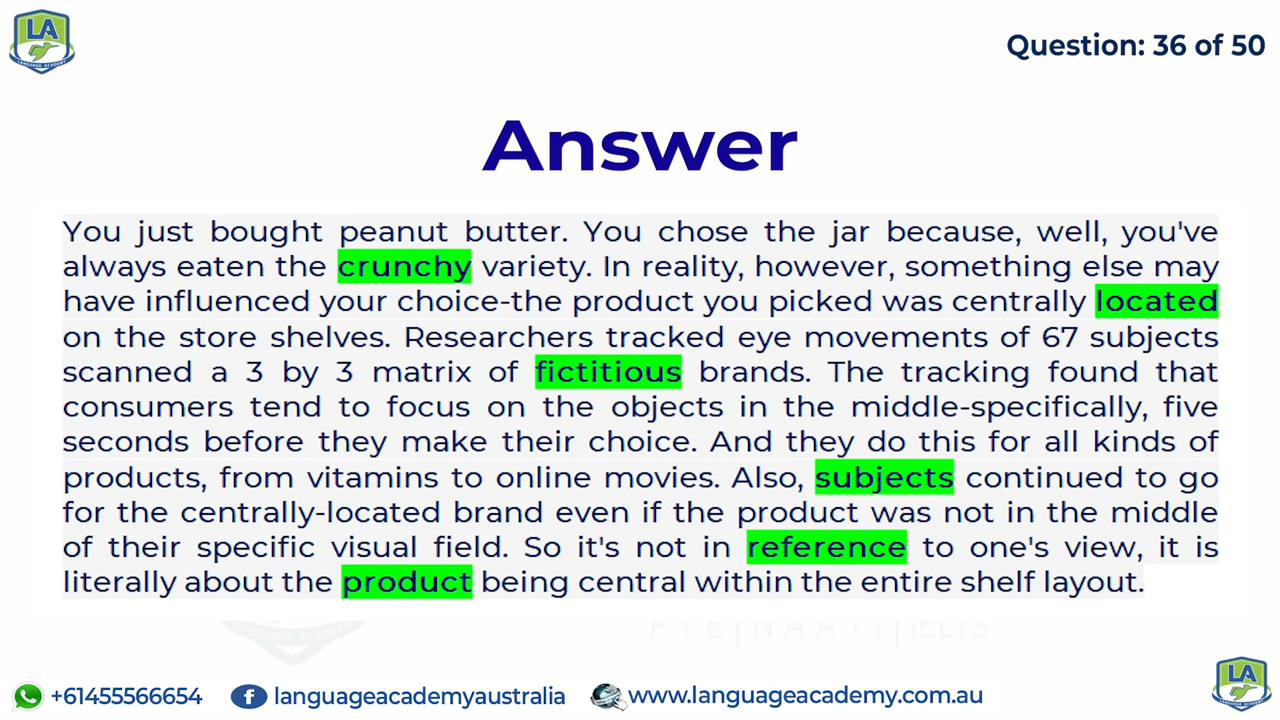 LA
LANGUAGE ACADEMY
Question: 36 of 50
Answer
You just bought peanut butter. You chose the jar because, well, you've
always eaten the crunchy variety. In reality, however, something else may
have influenced your choice-the product you picked was centrally located
on the store shelves. Researchers tracked eye movements of 67 subjects
scanned a 3 by 3 matrix of fictitious brands. The tracking found that
consumers tend to focus on the objects in the middle-specifically, five
seconds before they make their choice. And they do this for all kinds of
products, from vitamins to online movies. Also, subjects continued to go
for the centrally-located brand even if the product was not in the middle
of their specific visual field. So it's not in reference to one's view, it is
literally about the product being central within the entire shelf layout.
PTE|NAATI|IELTS
+61455566654
languageacademyaustralia
www.languageacademy.com.au
LA